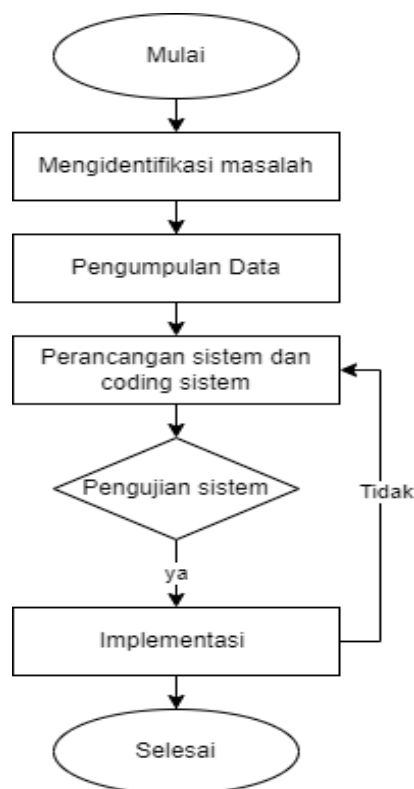 Mulai
Mengidentifikasi masalah
Pengumpulan Data
Perancangan sistem dan
coding sistem
Pengujian sistem
Tidak
ya
Implementasi
Selesai